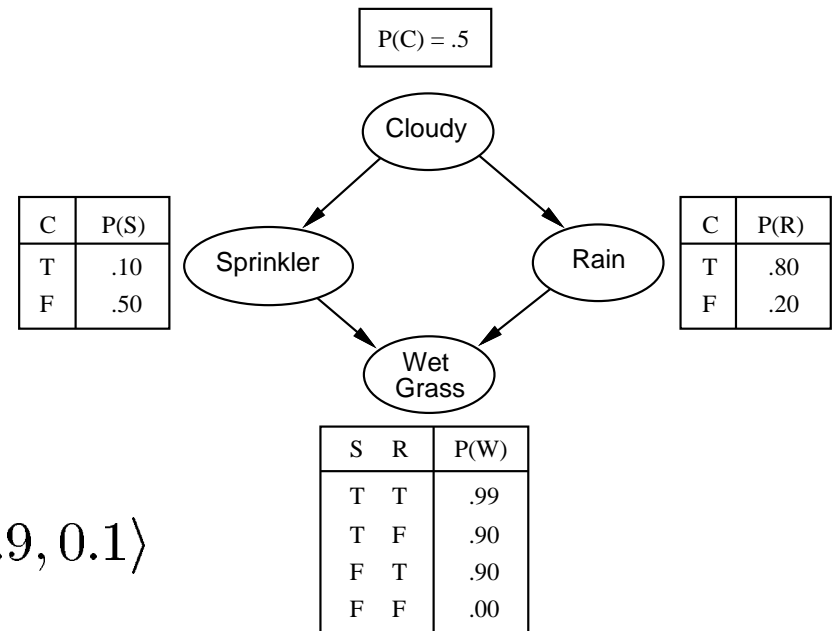 P(C) = .5
Cloudy
C P(S)
T .10
F .50
Sprinkler
Rain
C P(R)
T .80
F .20
Wet
Grass
S R P(W)
T T .99
T F .90
F T .90
F F .00
.9, 0.1⟩